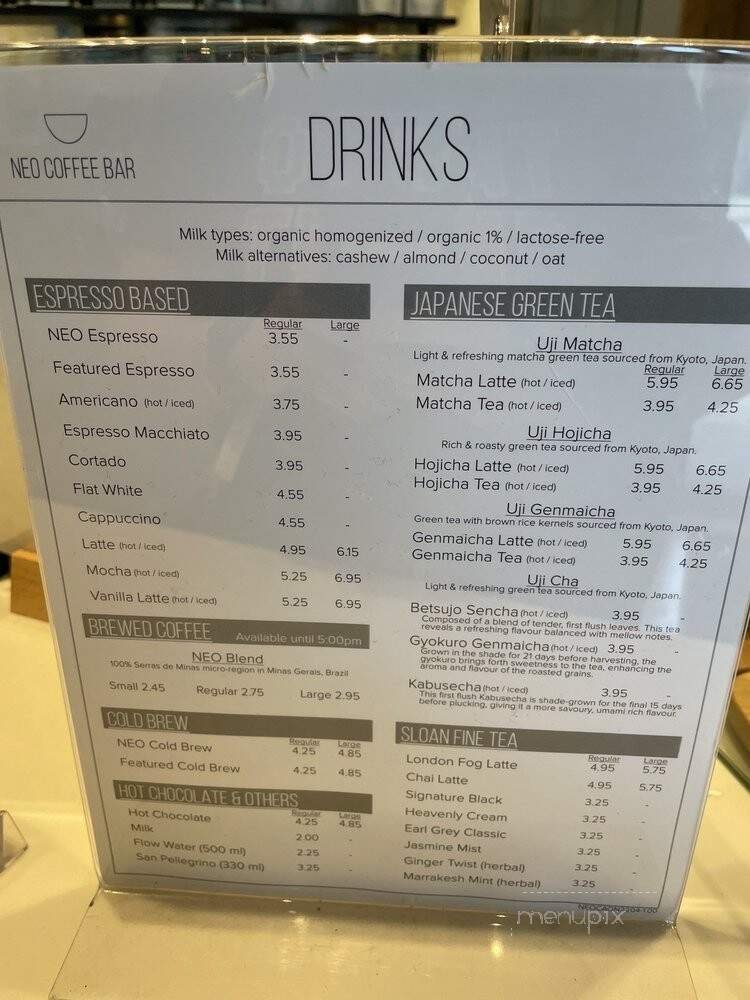 NEO COFFEE BAR
DRINKS
Milk types: organic homogenized / organic 1% / lactose-free
Milk alternatives: cashew / almond / coconut / oat
ESPRESSO BASED
Regular Large
NEO Espresso 3.55 -
Featured Espresso 3.55 -
Americano (hot / iced) 3.75 -
Espresso Macchiato 3.95 -
Cortado 3.95 -
Flat White 4.55 -
Cappuccino 4.55 -
Latte (hot / iced) 4.95 6.15
Mocha (hot / iced) 5.25 6.95
Vanilla Latte (hot / iced) 5.25 6.95
BREWED COFFEE Available until 5:00pm
NEO Blend
100% Serras de Minas micro-region in Minas Gerais, Brazil
Small 2.45 Regular 2.75 Large 2.95
COLD BREW
Regular Large
NEO Cold Brew 4.25 4.85
Featured Cold Brew 4.25 4.85
HOT CHOCOLATE & OTHERS
Regular Large
Hot Chocolate 4.25 4.85
Milk 2.00 -
Flow Water (500 ml) 2.25 -
San Pellegrino (330 ml) 3.25 -
JAPANESE GREEN TEA
Uji Matcha
Light & refreshing matcha green tea sourced from Kyoto, Japan.
Regular Large
Matcha Latte (hot / iced) 5.95 6.65
Matcha Tea (hot / iced) 3.95 4.25
Uji Hojicha
Rich & roasty green tea sourced from Kyoto, Japan.
Hojicha Latte (hot / iced) 5.95 6.65
Hojicha Tea (hot / iced) 3.95 4.25
Uji Genmaicha
Green tea with brown rice kernels sourced from Kyoto, Japan.
Genmaicha Latte (hot / iced) 5.95 6.65
Genmaicha Tea (hot / iced) 3.95 4.25
Uji Cha
Light & refreshing green tea sourced from Kyoto, Japan.
Betsujo Sencha (hot / iced) 3.95 -
Composed of a blend of tender, first flush leaves. This tea
reveals a refreshing flavour balanced with mellow notes.
Gyokuro Genmaicha (hot / iced) 3.95 -
Grown in the shade for 21 days before harvesting, the
gyokuro brings forth sweetness to the tea, enhancing the
aroma and flavour of the roasted grains.
Kabusecha (hot / iced) 3.95 -
This first flush Kabusecha is shade-grown for the final 15 days
before plucking, giving it a more savoury, umami rich flavour.
SLOAN FINE TEA
Regular Large
London Fog Latte 4.95 5.75
Chai Latte 4.95 5.75
Signature Black 3.25 -
Heavenly Cream 3.25 -
Earl Grey Classic 3.25 -
Jasmine Mist 3.25 -
Ginger Twist (herbal) 3.25 -
Marrakesh Mint (herbal) 3.25 -
menupix